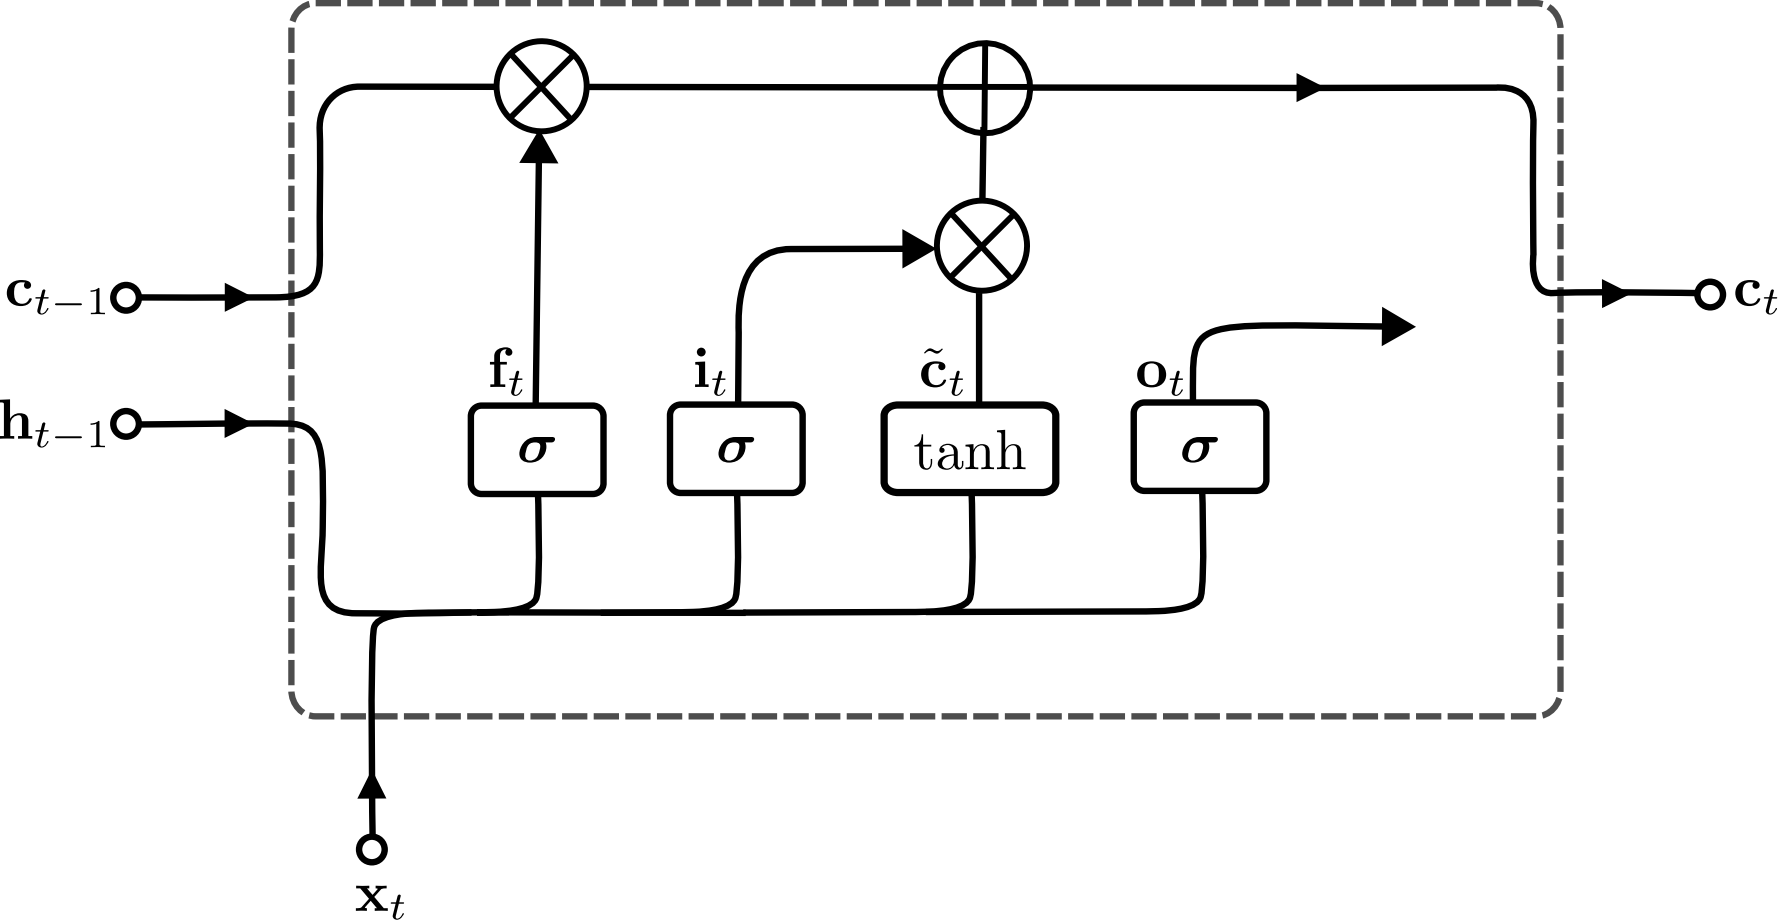 c_{t−1}
c_t
h_{t−1}
f_t
i_t
c̃_t
o_t
σ
σ
tanh
σ
x_t